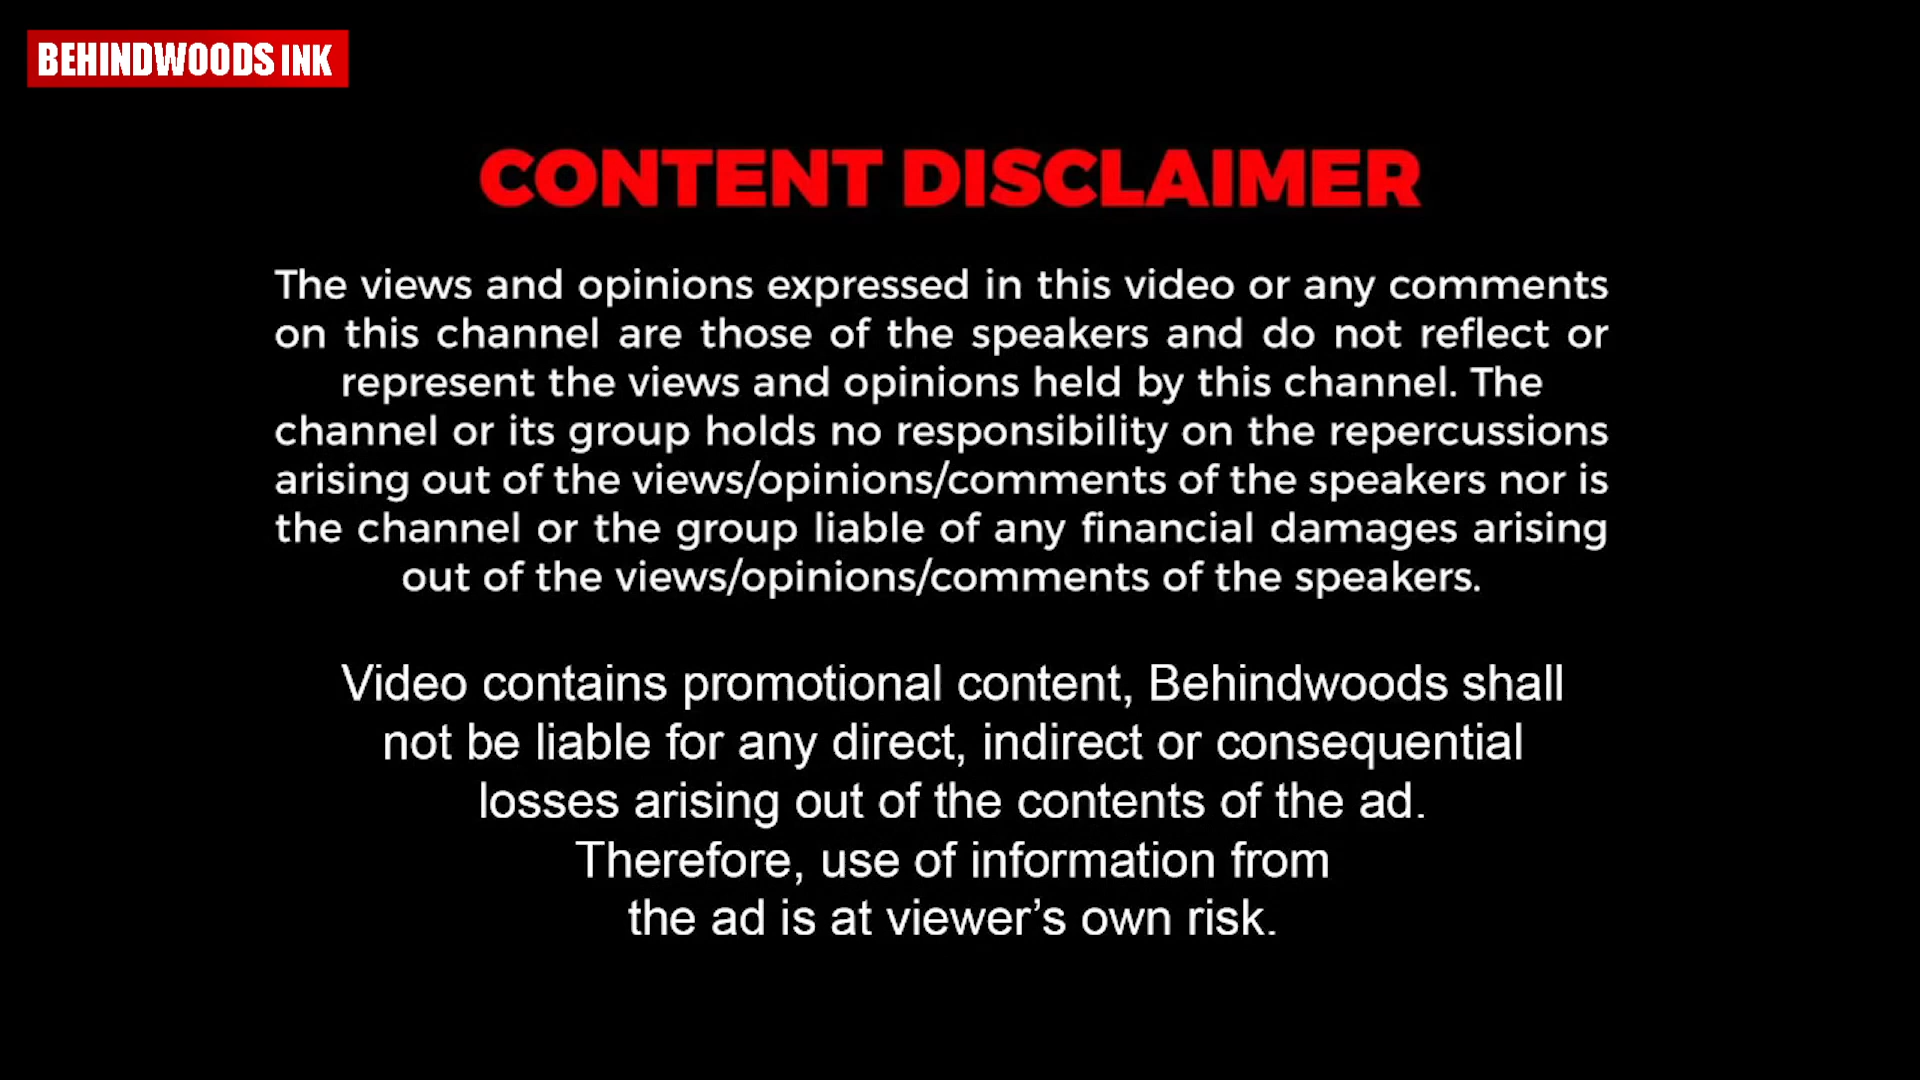 BEHINDWOODS INK
CONTENT DISCLAIMER
The views and opinions expressed in this video or any comments
on this channel are those of the speakers and do not reflect or
represent the views and opinions held by this channel. The
channel or its group holds no responsibility on the repercussions
arising out of the views/opinions/comments of the speakers nor is
the channel or the group liable of any financial damages arising
out of the views/opinions/comments of the speakers.
Video contains promotional content, Behindwoods shall
not be liable for any direct, indirect or consequential
losses arising out of the contents of the ad.
Therefore, use of information from
the ad is at viewer’s own risk.